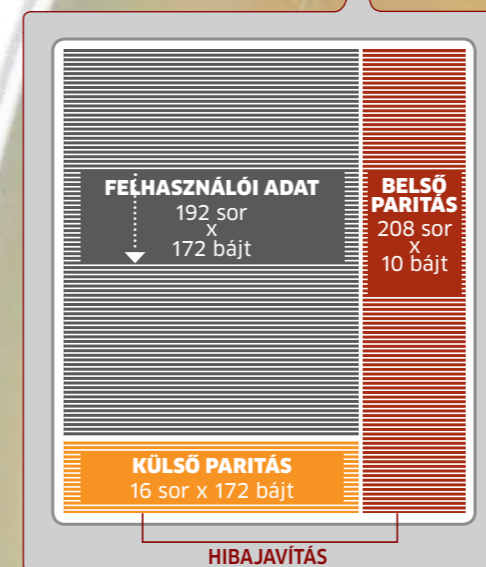 FELHASZNÁLÓI ADAT
192 sor
x
172 bájt
BELSŐ
PARITÁS
208 sor
x
10 bájt
KÜLSŐ PARITÁS
16 sor x 172 bájt
HIBAJAVÍTÁS